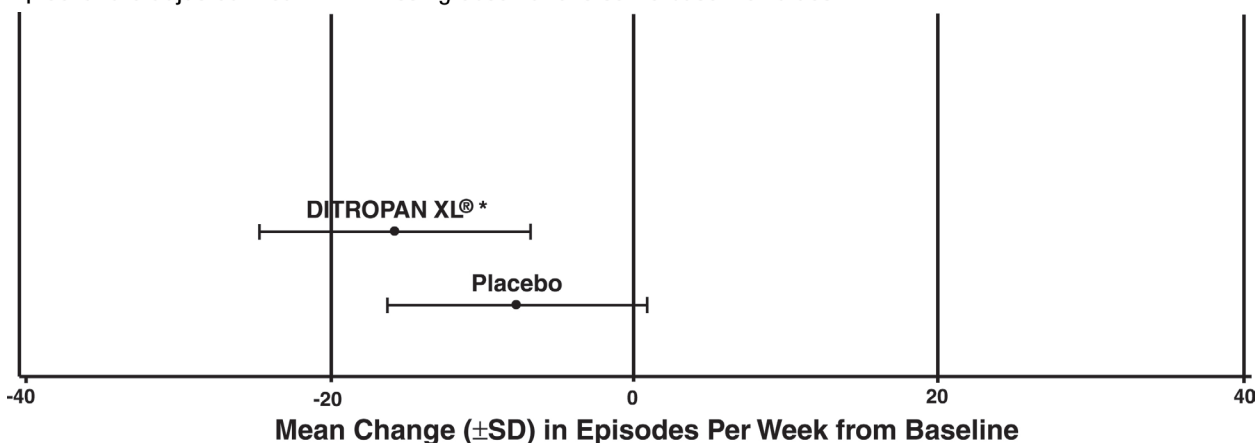 DITROPAN XL® *
Placebo
-40 -20 0 20 40
Mean Change (±SD) in Episodes Per Week from Baseline